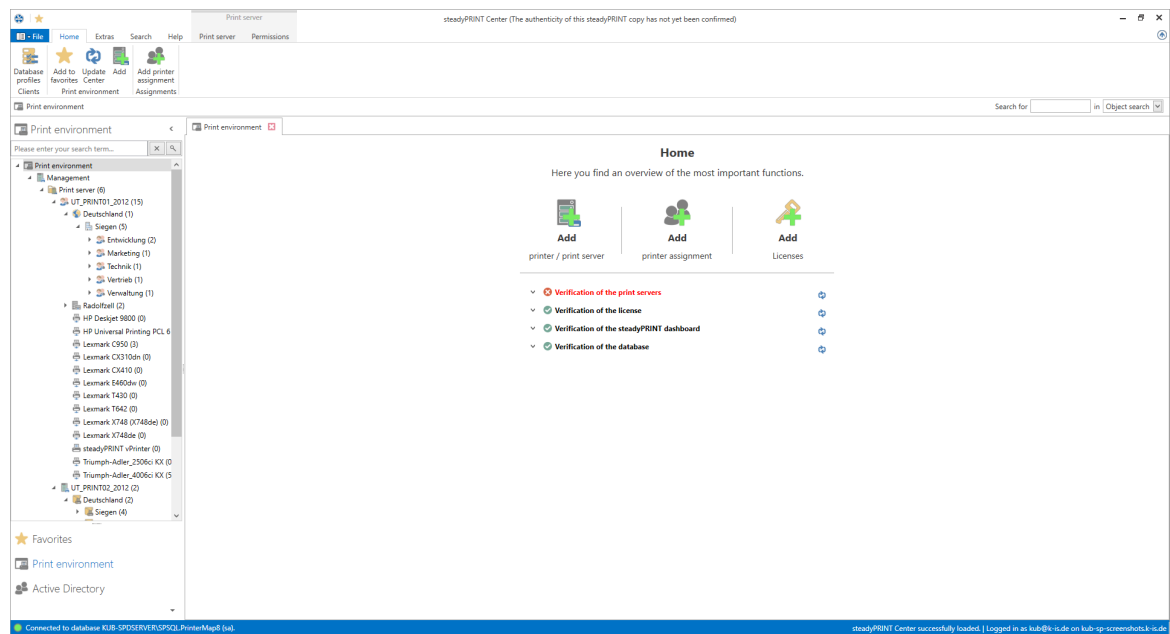 Print server
steadyPRINT Center (The authenticity of this steadyPRINT copy has not yet been confirmed)
File Home Extras Search Help Print server Permissions
Database profiles
Add to favorites
Update Center
Add
Add printer assignment
Clients Print environment Assignments
Print environment
Search for in Object search
Print environment
Please enter your search term...
Print environment
Management
Print server (6)
UT_PRINT01_2012 (15)
Deutschland (1)
Siegen (5)
Entwicklung (2)
Marketing (1)
Technik (1)
Vertrieb (1)
Verwaltung (1)
Radolfzell (2)
HP Deskjet 9800 (0)
HP Universal Printing PCL 6
Lexmark C950 (3)
Lexmark CX310dn (0)
Lexmark CX410 (0)
Lexmark E460dw (0)
Lexmark T430 (0)
Lexmark T642 (0)
Lexmark X748 (X748de) (0)
Lexmark X748de (0)
steadyPRINT vPrinter (0)
Triumph-Adler_2506ci KX (0
Triumph-Adler_4006ci KX (5
UT_PRINT02_2012 (2)
Deutschland (2)
Siegen (4)
Favorites
Print environment
Active Directory
Print environment
Home
Here you find an overview of the most important functions.
Add
printer / print server
Add
printer assignment
Add
Licenses
Verification of the print servers
Verification of the license
Verification of the steadyPRINT dashboard
Verification of the database
Connected to database KUB-SPDSERVER\SPSQL.PrinterMap8 (sa).
steadyPRINT Center successfully loaded. | Logged in as kub@k-is.de on kub-sp-screenshots.k-is.de